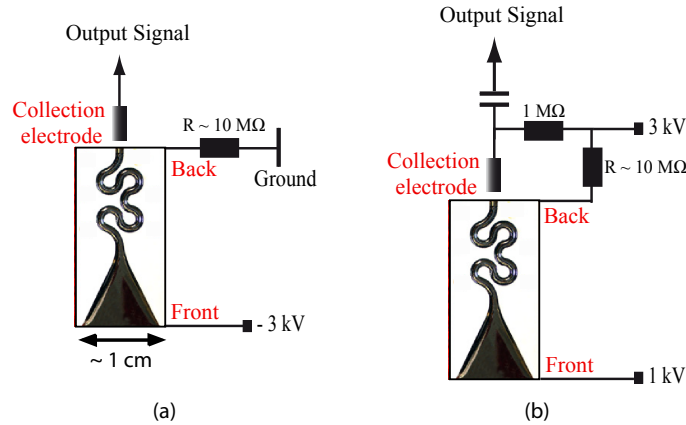 Output Signal
Collection
electrode
R ~ 10 MΩ
Back
Ground
Front
- 3 kV
~ 1 cm
(a)
Output Signal
1 MΩ
3 kV
Collection
electrode
R ~ 10 MΩ
Back
Front
1 kV
(b)